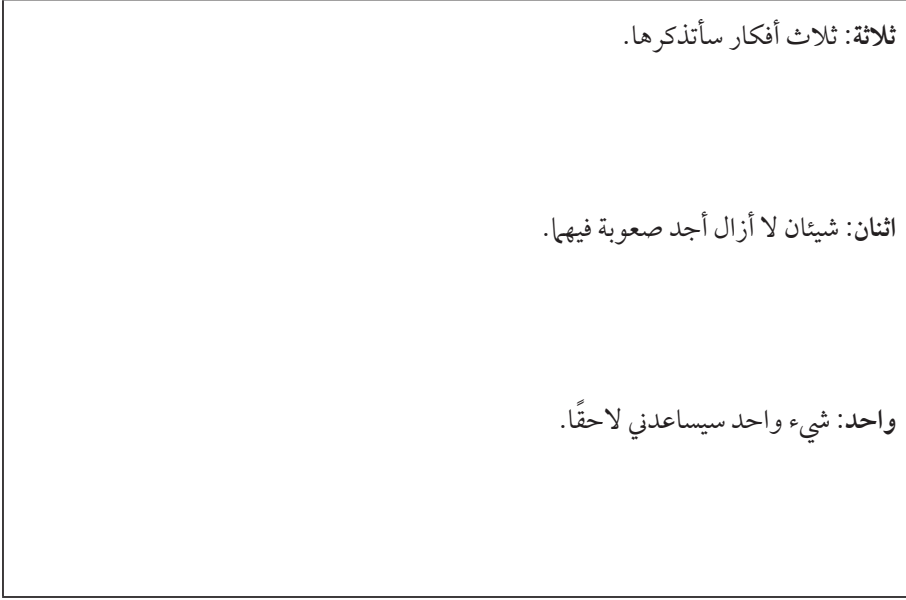 ثلاثة: ثلاث أفكار سأتذكرها.
اثنان: شيئان لا أزال أجد صعوبة فيهما.
واحد: شيء واحد سيساعدني لاحقًا.